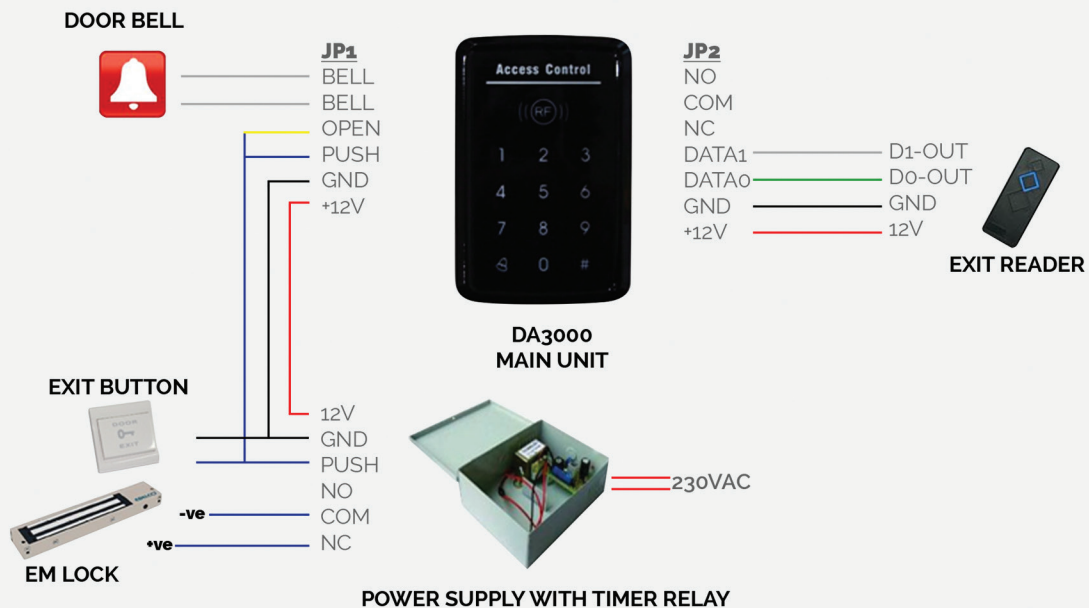 DOOR BELL
JP1
BELL
BELL
OPEN
PUSH
GND
+12V
Access Control
RF
1 2 3
4 5 6
7 8 9
0 #
DA3000
MAIN UNIT
JP2
NO
COM
NC
DATA1
DATA0
GND
+12V
D1-OUT
D0-OUT
GND
12V
EXIT READER
EXIT BUTTON
DOOR
EXIT
12V
GND
PUSH
NO
COM
NC
-ve
+ve
EM LOCK
230VAC
POWER SUPPLY WITH TIMER RELAY